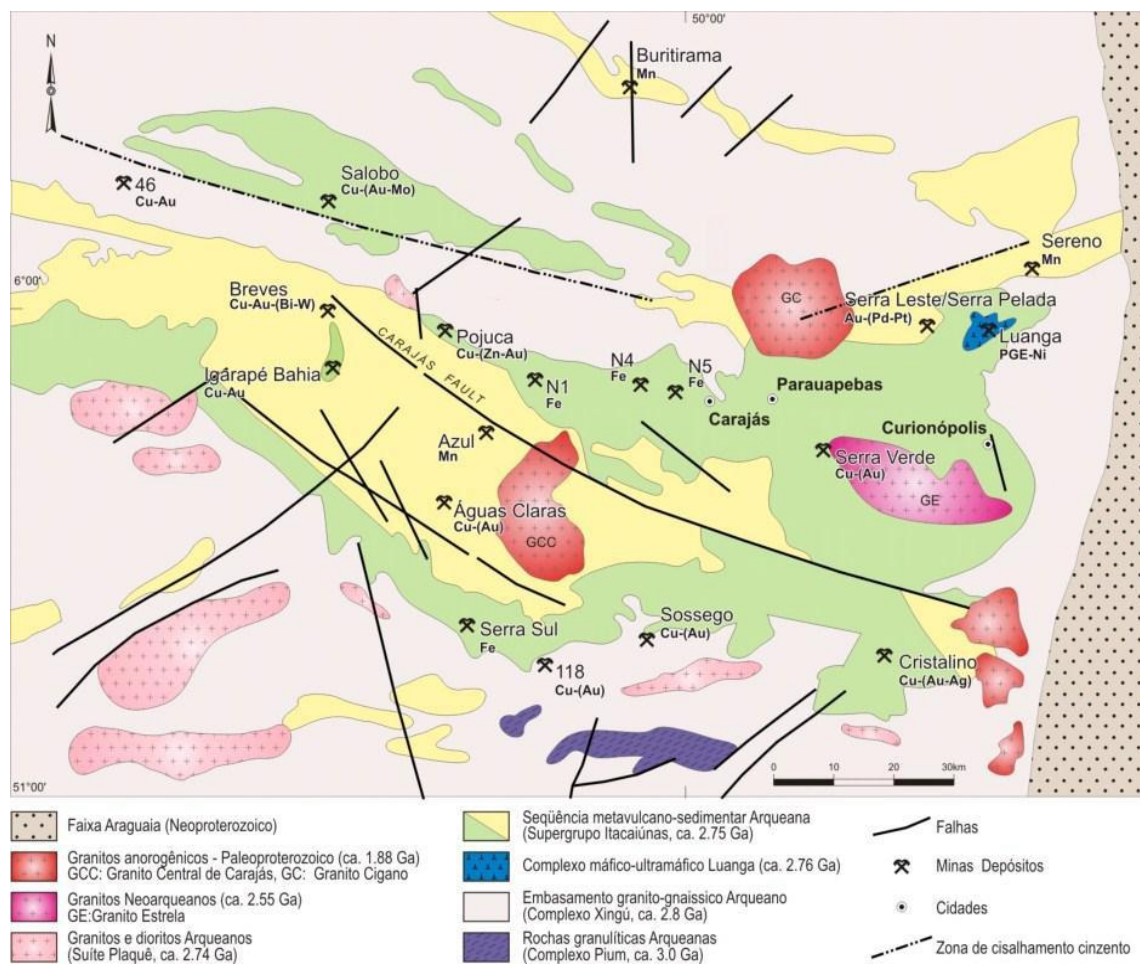 50°00'
N
Buritirama
Mn
46
Cu-Au
Salobo
Cu-(Au-Mo)
Sereno
Mn
6°00'
GC
Breves
Cu-Au-(Bi-W)
Serra Leste/Serra Pelada
Au-(Pd-Pt)
Luanga
PGE-Ni
Pojuca
Cu-(Zn-Au)
CARAJÁS FAULT
N4
Fe
N5
Fe
Igarapé Bahia
Cu-Au
N1
Fe
Parauapebas
Carajás
Curionópolis
Azul
Mn
Serra Verde
Cu-(Au)
GE
Águas Claras
Cu-(Au)
GCC
Serra Sul
Fe
Sossego
Cu-(Au)
118
Cu-(Au)
Cristalino
Cu-(Au-Ag)
0 10 20 30km
51°00'
Faixa Araguaia (Neoproterozoico)
Granitos anorogênicos - Paleoproterozoico (ca. 1.88 Ga)
GCC: Granito Central de Carajás, GC: Granito Cigano
Granitos Neoarqueanos (ca. 2.55 Ga)
GE:Granito Estrela
Granitos e dioritos Arqueanos
(Suíte Plaquê, ca. 2.74 Ga)
Seqüência metavulcano-sedimentar Arqueana
(Supergrupo Itacaiúnas, ca. 2.75 Ga)
Complexo máfico-ultramáfico Luanga (ca. 2.76 Ga)
Embasamento granito-gnaissico Arqueano
(Complexo Xingú, ca. 2.8 Ga)
Rochas granulíticas Arqueanas
(Complexo Pium, ca. 3.0 Ga)
Falhas
Minas Depósitos
Cidades
Zona de cisalhamento cinzento